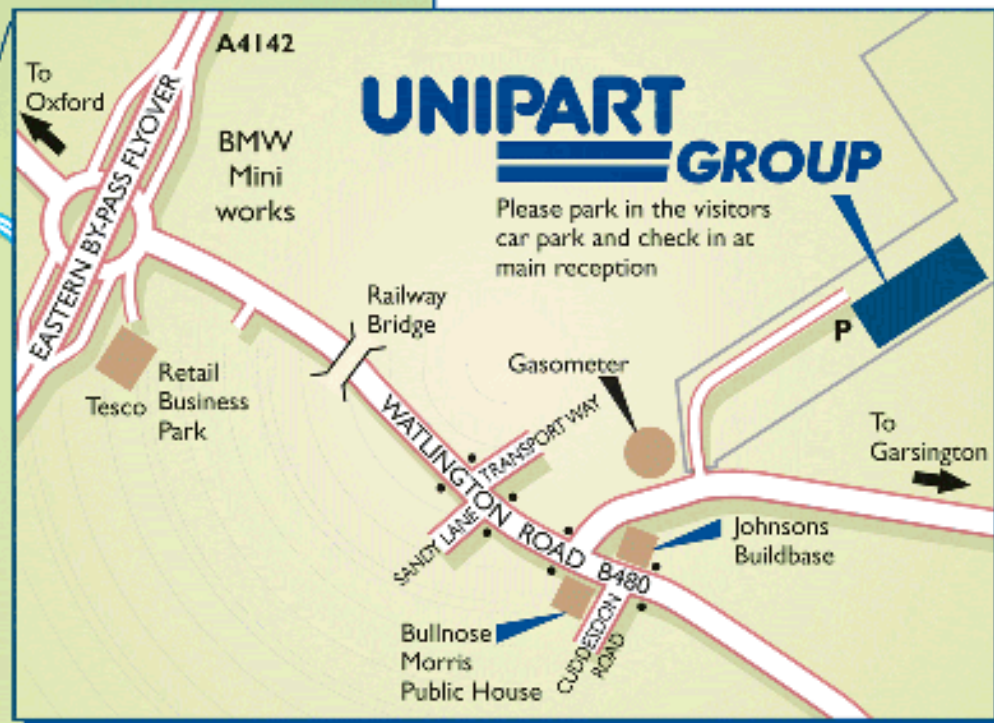 A4142
To
Oxford
EASTERN BY-PASS FLYOVER
BMW
Mini
works
UNIPART
GROUP
Please park in the visitors
car park and check in at
main reception
P
Railway
Bridge
Gasometer
Tesco
Retail
Business
Park
WATLINGTON ROAD B480
TRANSPORT WAY
SANDY LANE
To
Garsington
Johnsons
Buildbase
Bullnose
Morris
Public House
CUDDESDON
ROAD